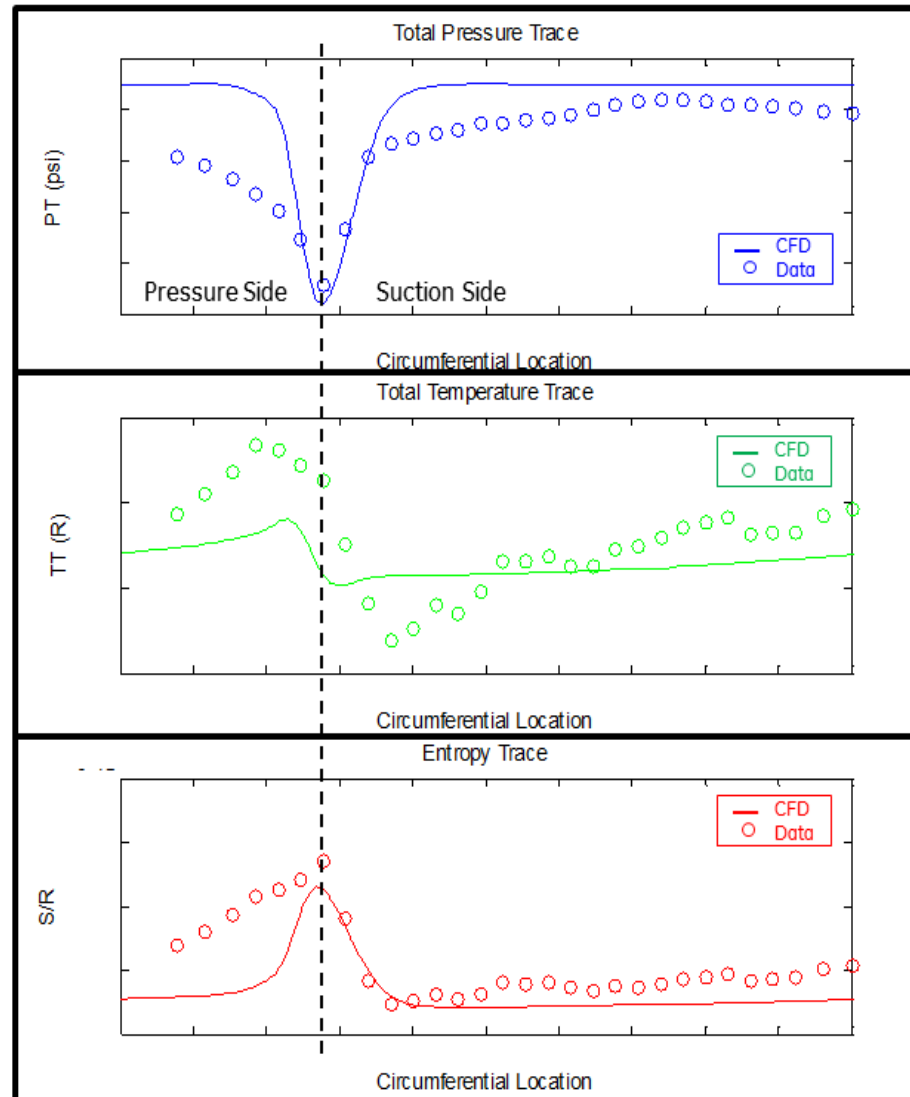 Total Pressure Trace
PT (psi)
CFD
Data
Pressure Side
Suction Side
Circumferential Location
Total Temperature Trace
TT (R)
CFD
Data
Circumferential Location
Entropy Trace
S/R
CFD
Data
Circumferential Location